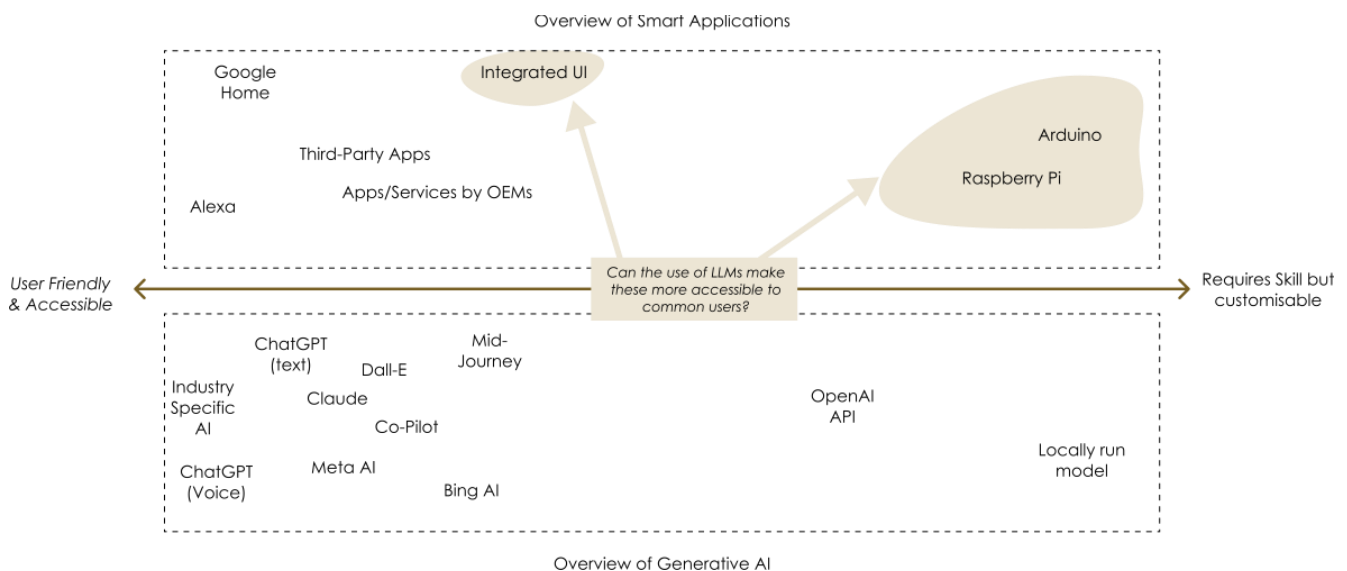 Overview of Smart Applications
Google
Home
Integrated UI
Arduino
Third-Party Apps
Raspberry Pi
Apps/Services by OEMs
Alexa
User Friendly
& Accessible
Can the use of LLMs make
these more accessible to
common users?
Requires Skill but
customisable
ChatGPT
(text)
Mid-
Journey
Dall-E
Industry
Specific
AI
Claude
OpenAI
API
Co-Pilot
Locally run
model
ChatGPT
(Voice)
Meta AI
Bing AI
Overview of Generative AI